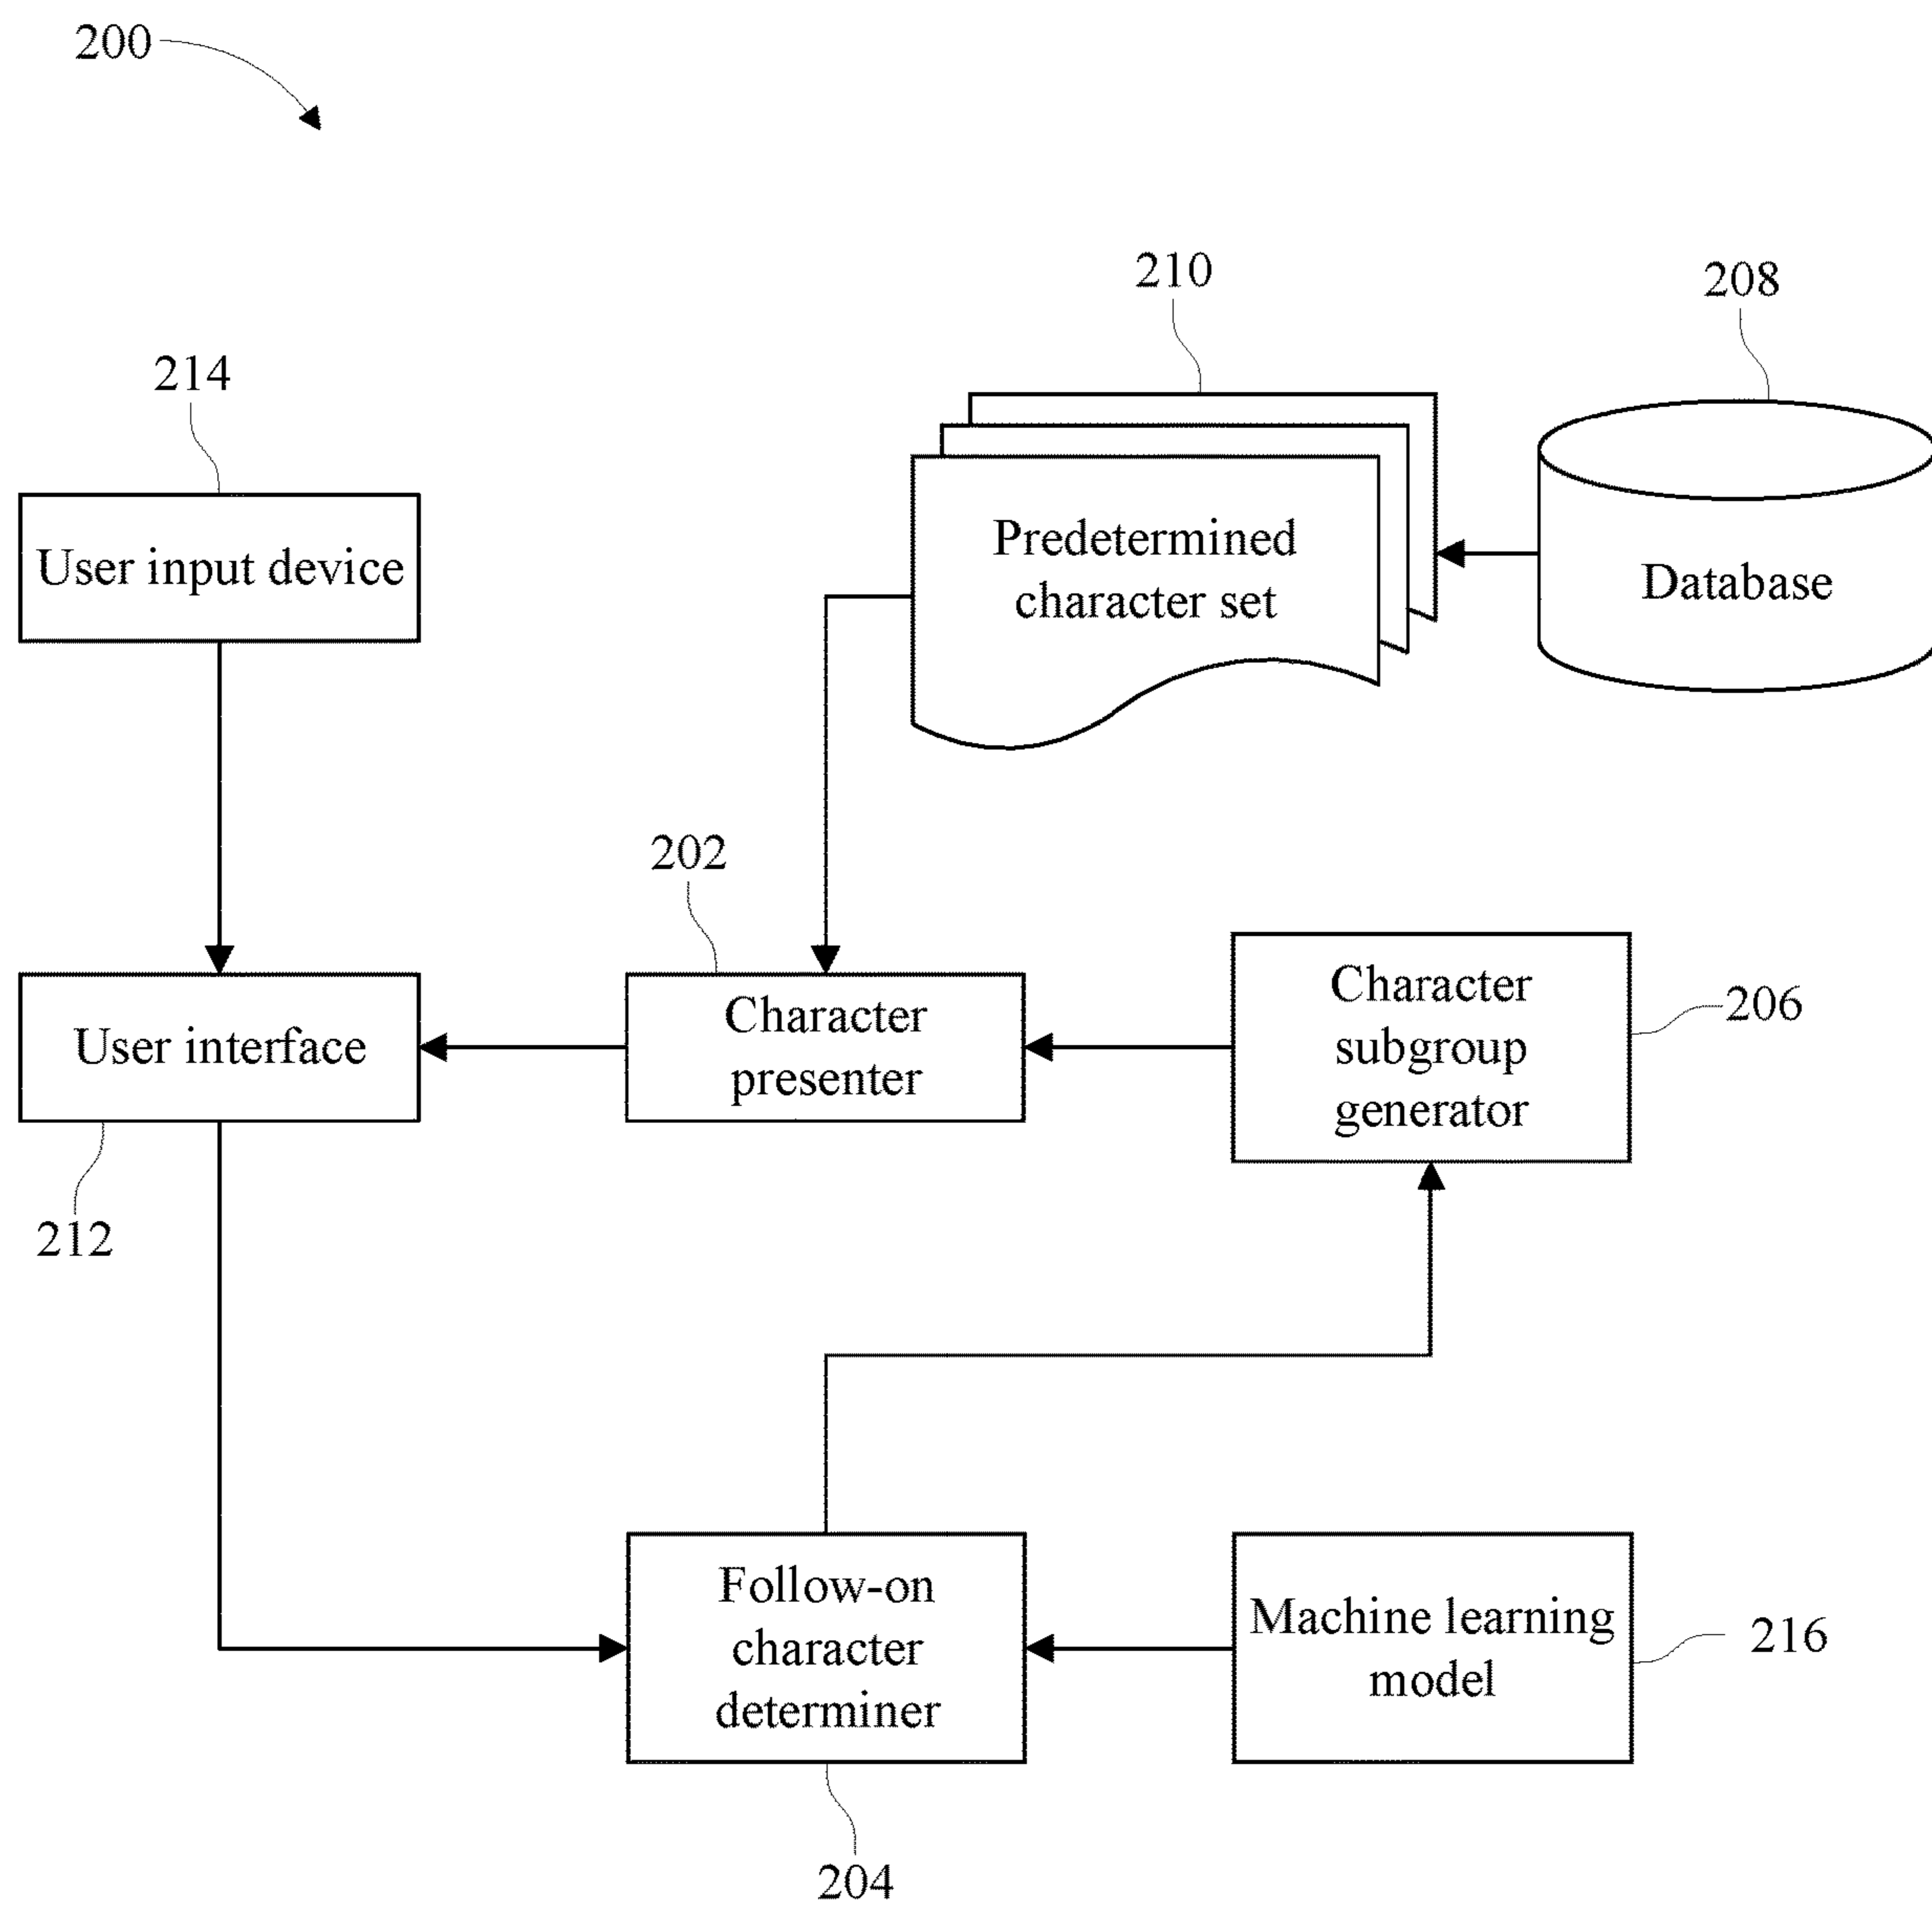 200
210
208
214
User input device
Predetermined
character set
Database
202
User interface
Character
presenter
Character
subgroup
generator
206
212
Follow-on
character
determiner
Machine learning
model
216
204